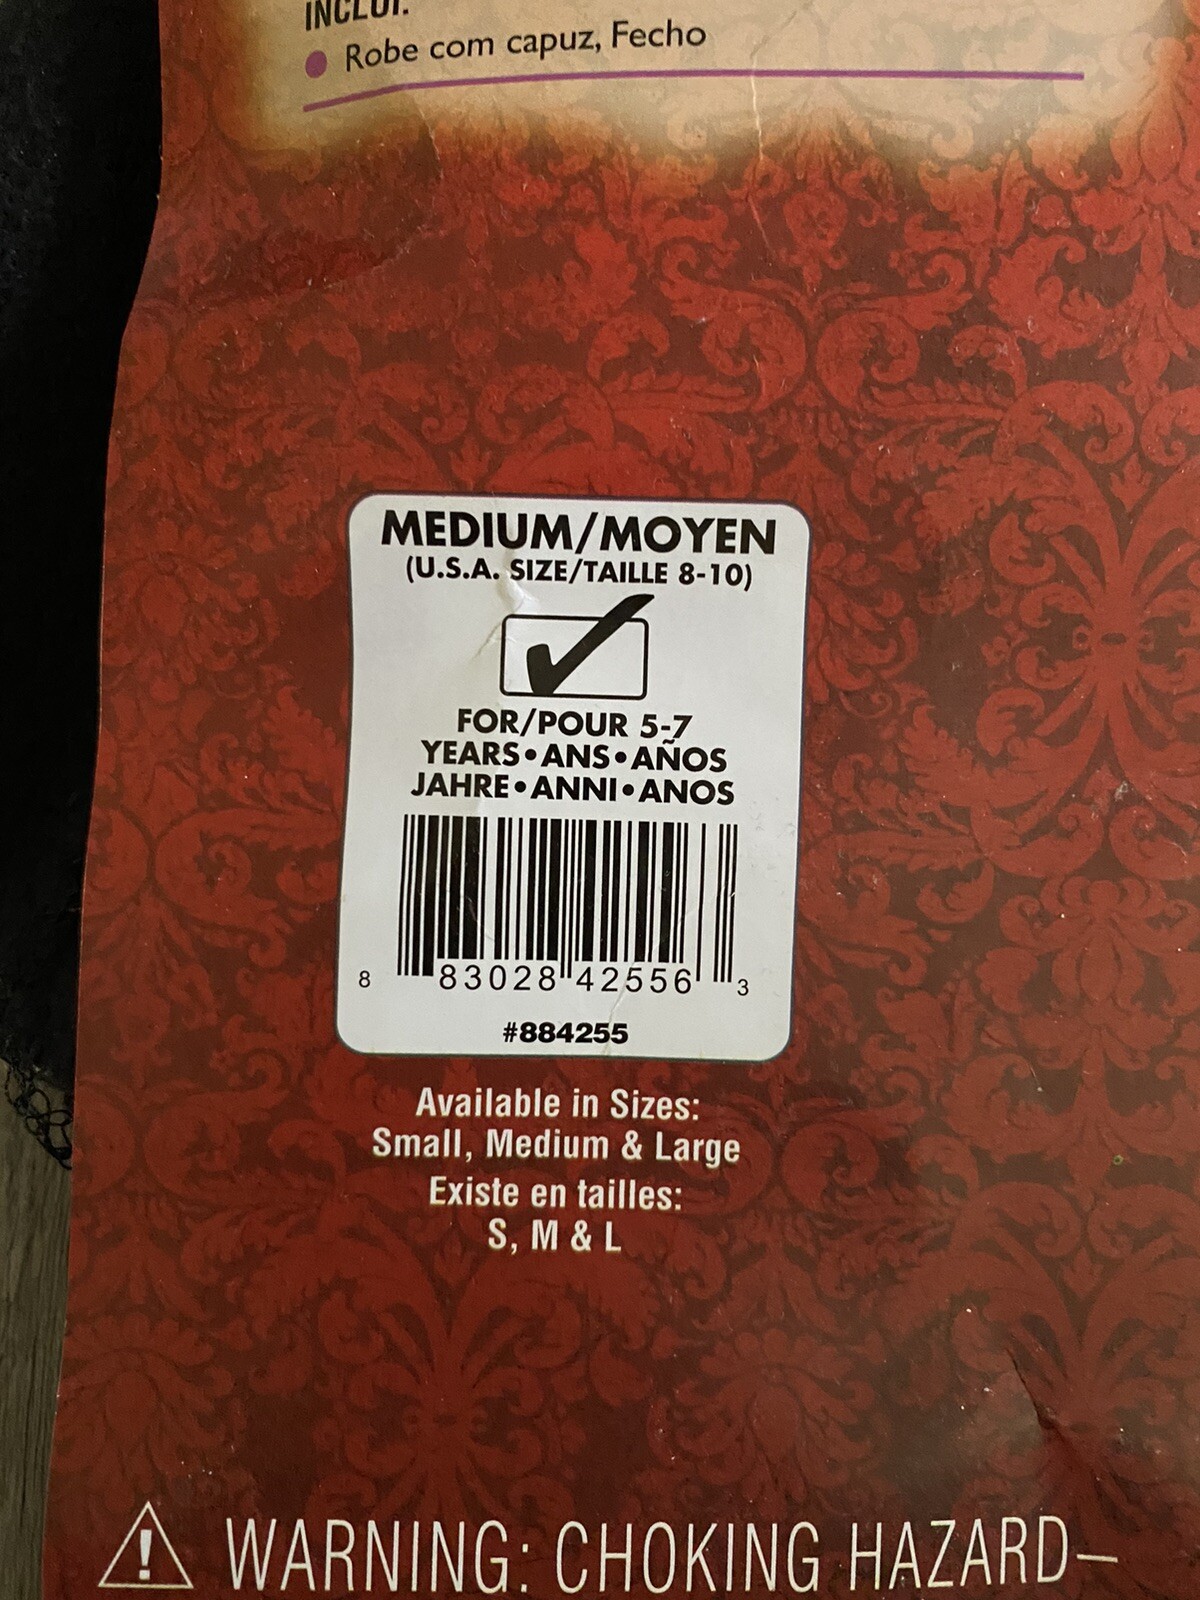 INCLUI:
● Robe com capuz, Fecho
MEDIUM/MOYEN
(U.S.A. SIZE/TAILLE 8-10)
FOR/POUR 5-7
YEARS•ANS•AÑOS
JAHRE•ANNI•ANOS
8 83028 42556 3
#884255
Available in Sizes:
Small, Medium & Large
Existe en tailles:
S, M & L
WARNING: CHOKING HAZARD–